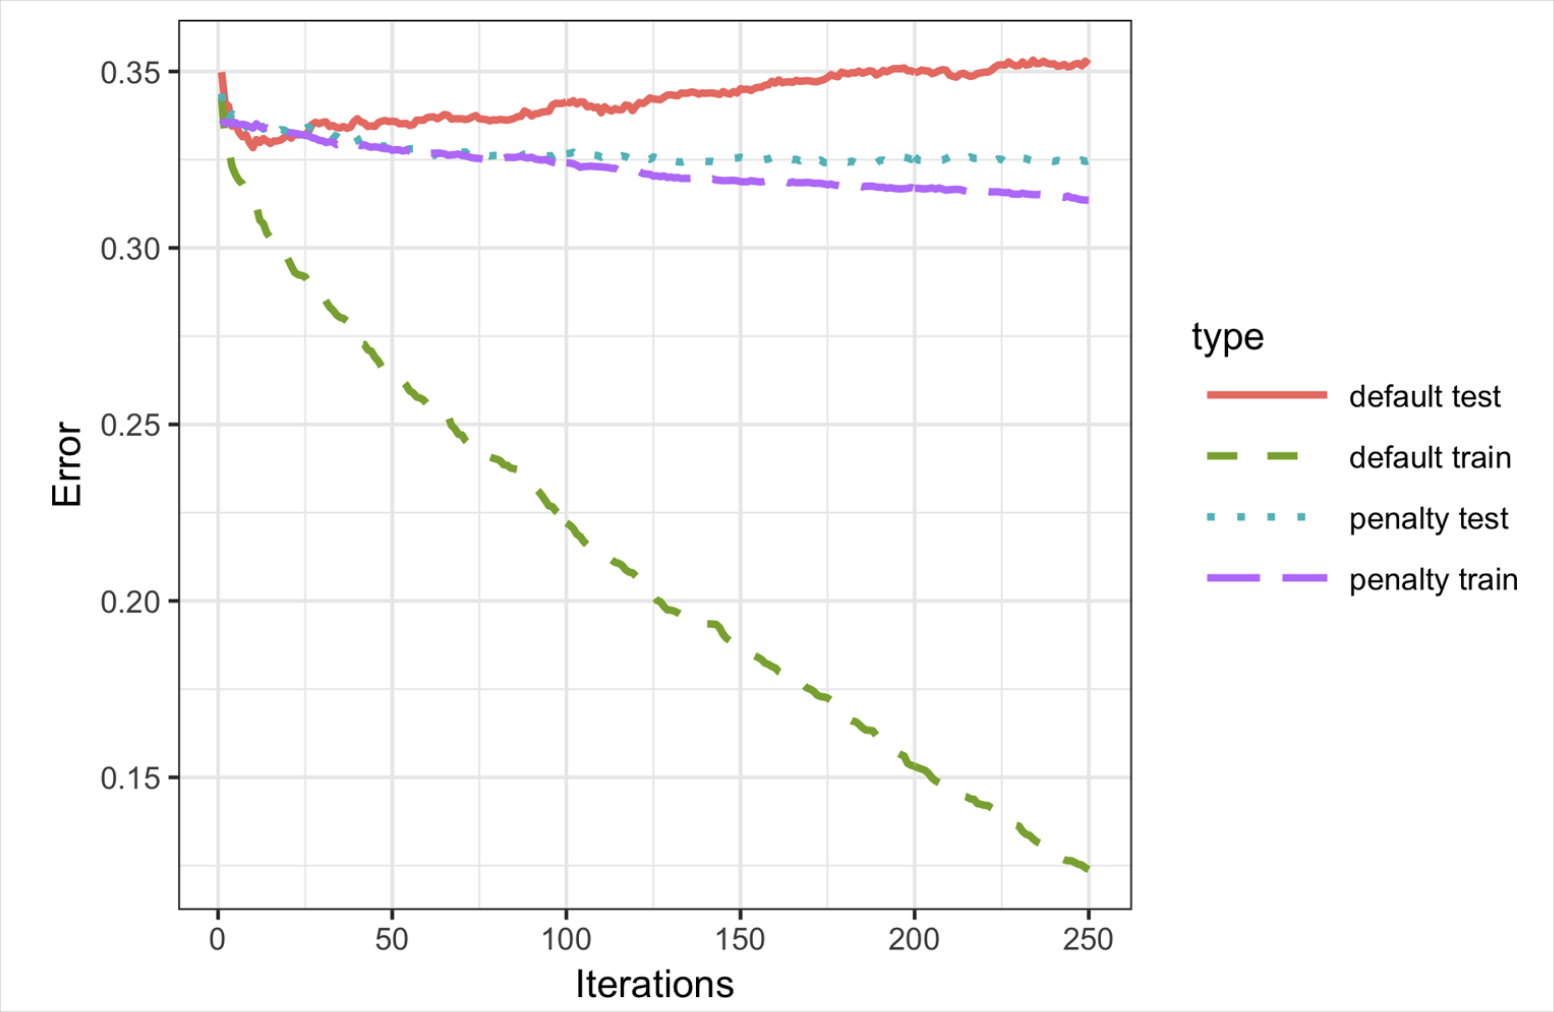 0.35
0.30
0.25
0.20
0.15
Error
0 50 100 150 200 250
Iterations
type
default test
default train
penalty test
penalty train